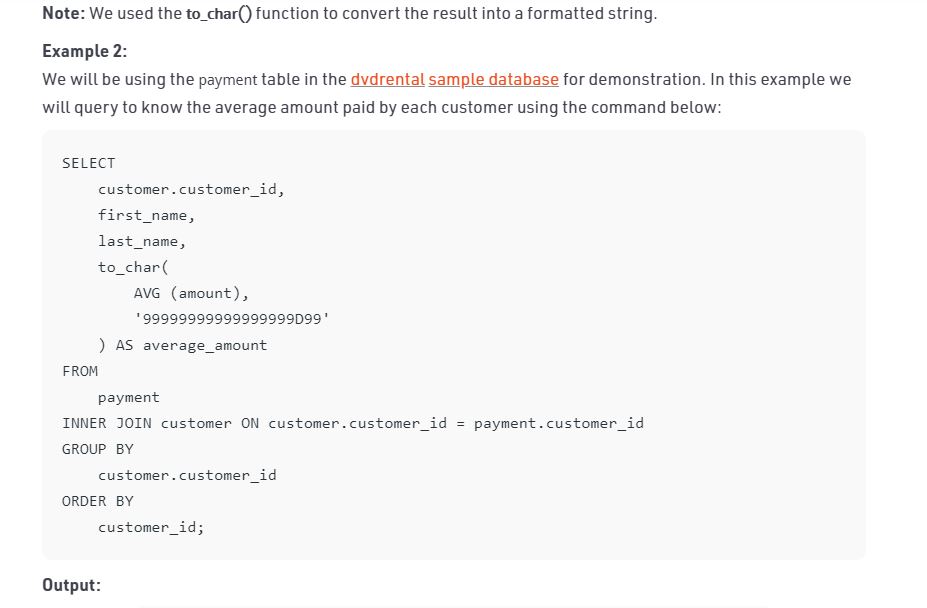 Note: We used the to_char() function to convert the result into a formatted string.
Example 2:
We will be using the payment table in the dvdrental sample database for demonstration. In this example we
will query to know the average amount paid by each customer using the command below:
SELECT
    customer.customer_id,
    first_name,
    last_name,
    to_char(
        AVG (amount),
        '99999999999999999D99'
    ) AS average_amount
FROM
    payment
INNER JOIN customer ON customer.customer_id = payment.customer_id
GROUP BY
    customer.customer_id
ORDER BY
    customer_id;
Output: